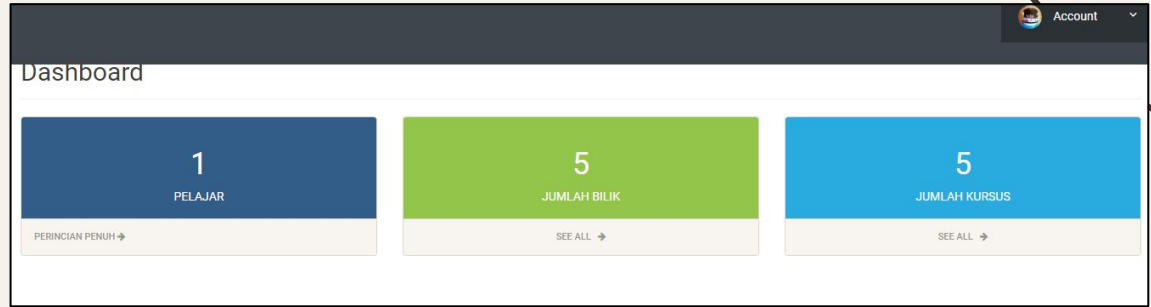 Account
Dashboard
1
PELAJAR
PERINCIAN PENUH
5
JUMLAH BILIK
SEE ALL
5
JUMLAH KURSUS
SEE ALL